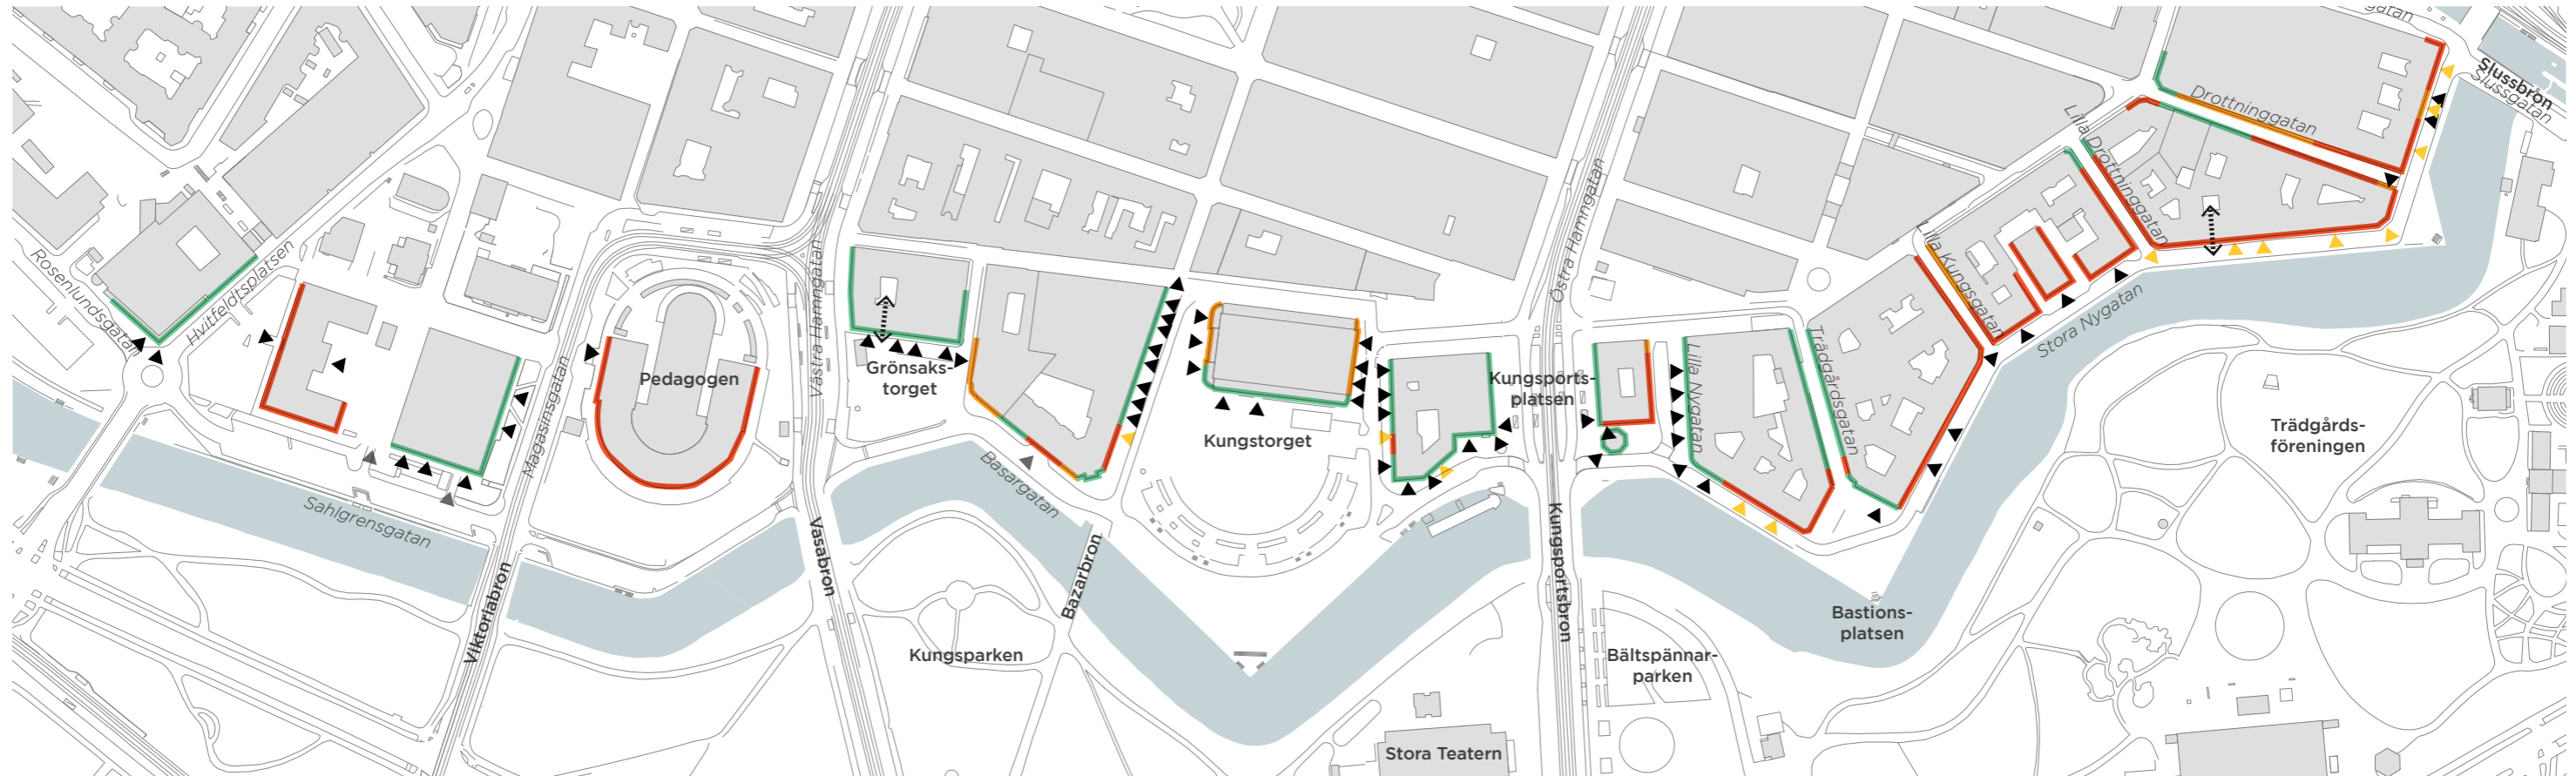 gatan
Slussbron
Slussgatan
Drottninggatan
Lilla Drottninggatan
Lilla Kungsgatan
Stora Nygatan
Östra Hamngatan
Västra Hamngatan
Hvitfeldtsplatsen
Rosenlundsgatan
Magasinsgatan
Pedagogen
Grönsaks-
torget
Kungstorget
Kungsports-
platsen
Lilla Nygatan
Trädgårdsgatan
Trädgårds-
föreningen
Basargatan
Sahlgrensgatan
Viktoriabron
Vasabron
Bazarbron
Kungsportsbron
Kungsparken
Bältspännar-
parken
Bastions-
platsen
Stora Teatern